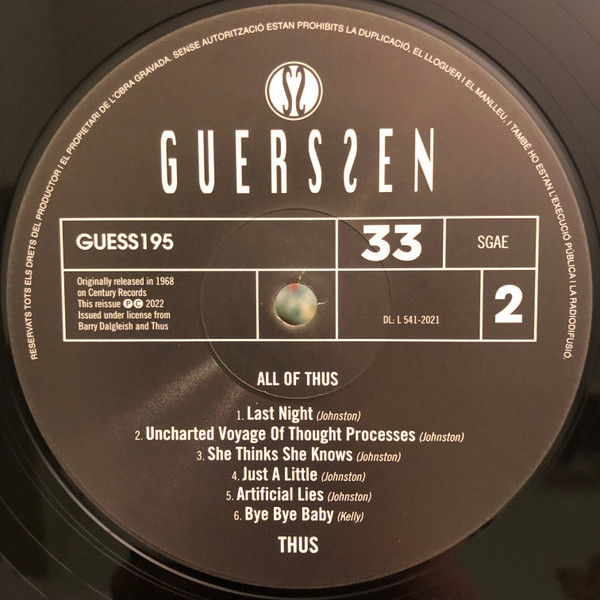 RESERVATS TOTS ELS DRETS DEL PRODUCTOR I EL PROPIETARI DE L'OBRA GRAVADA. SENSE AUTORITZACIÓ ESTAN PROHIBITS LA DUPLICACIÓ, EL LLOGUER I EL MANLLEU, I TAMBÉ HO ESTAN L'EXECUCIÓ PÚBLICA I LA RADIODIFUSIÓ.
GUERSSEN
GUESS195
33
SGAE
Originally released in 1968
on Century Records
This reissue ℗ © 2022
Issued under license from
Barry Dalgleish and Thus
DL: L 541-2021
2
ALL OF THUS
1. Last Night (Johnston)
2. Uncharted Voyage Of Thought Processes (Johnston)
3. She Thinks She Knows (Johnston)
4. Just A Little (Johnston)
5. Artificial Lies (Johnston)
6. Bye Bye Baby (Kelly)
THUS